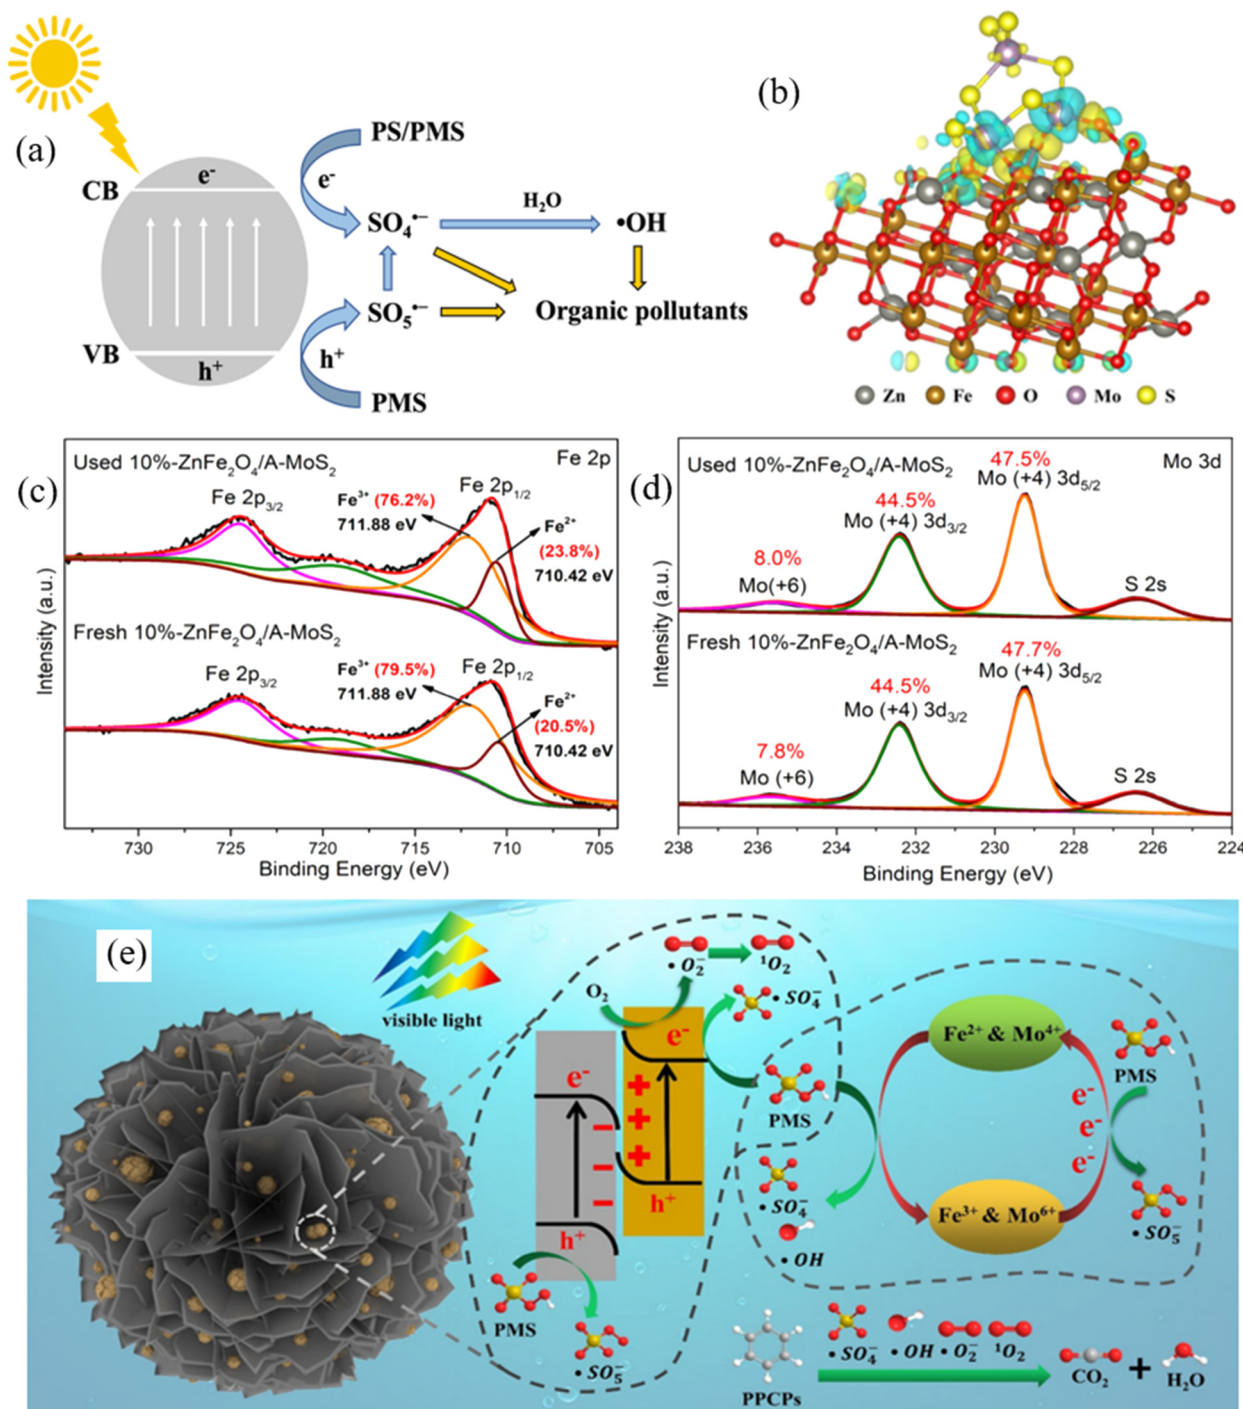 (a)
CB
e⁻
VB
h⁺
PS/PMS
e⁻
SO₄•−
H₂O
•OH
SO₅•−
Organic pollutants
h⁺
PMS
(b)
Zn Fe O Mo S
(c)
Used 10%-ZnFe₂O₄/A-MoS₂
Fe 2p
Fe 2p₃/₂
Fe³⁺ (76.2%)
711.88 eV
Fe 2p₁/₂
Fe²⁺
(23.8%)
710.42 eV
Fresh 10%-ZnFe₂O₄/A-MoS₂
Fe 2p₃/₂
Fe³⁺ (79.5%)
711.88 eV
Fe 2p₁/₂
Fe²⁺
(20.5%)
710.42 eV
Intensity (a.u.)
730 725 720 715 710 705
Binding Energy (eV)
(d)
Used 10%-ZnFe₂O₄/A-MoS₂
Mo 3d
47.5%
Mo (+4) 3d₅/₂
44.5%
Mo (+4) 3d₃/₂
8.0%
Mo(+6)
S 2s
Fresh 10%-ZnFe₂O₄/A-MoS₂
47.7%
Mo (+4) 3d₅/₂
44.5%
Mo (+4) 3d₃/₂
7.8%
Mo (+6)
S 2s
Intensity (a.u.)
238 236 234 232 230 228 226 224
Binding Energy (eV)
(e)
visible light
O₂
• O₂⁻
¹O₂
• SO₄⁻
e⁻
e⁻
h⁺
h⁺
PMS
• SO₅⁻
PMS
• SO₄⁻
• OH
Fe²⁺ & Mo⁴⁺
PMS
e⁻
e⁻
e⁻
Fe³⁺ & Mo⁶⁺
• SO₅⁻
PPCPs
• SO₄⁻ • OH • O₂⁻ ¹O₂
CO₂ + H₂O